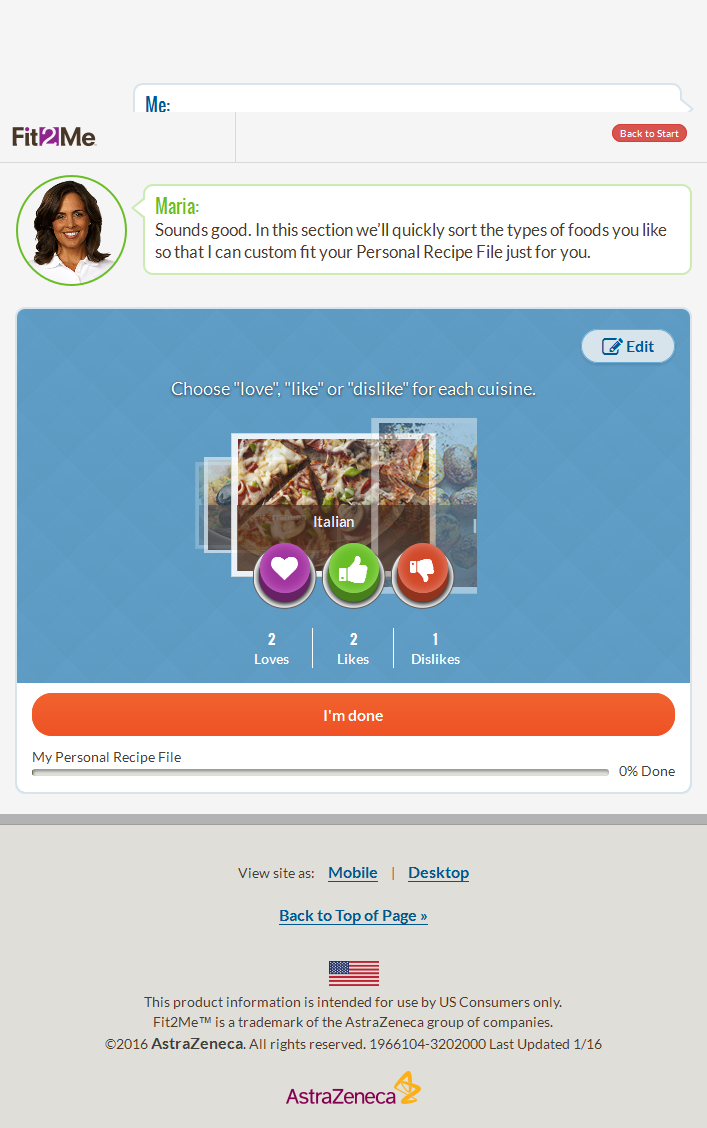 Me:
Fit2Me
Back to Start
Maria:
Sounds good. In this section we'll quickly sort the types of foods you like
so that I can custom fit your Personal Recipe File just for you.
Edit
Choose "love", "like" or "dislike" for each cuisine.
Italian
2
Loves
2
Likes
1
Dislikes
I'm done
My Personal Recipe File
0% Done
View site as: Mobile | Desktop
Back to Top of Page »
This product information is intended for use by US Consumers only.
Fit2Me™ is a trademark of the AstraZeneca group of companies.
©2016 AstraZeneca. All rights reserved. 1966104-3202000 Last Updated 1/16
AstraZeneca